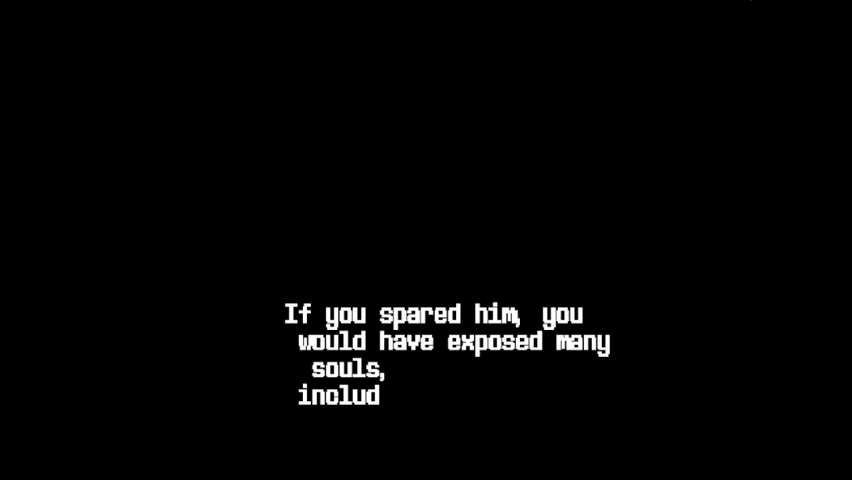 If you spared him, you
would have exposed many
souls,
includ